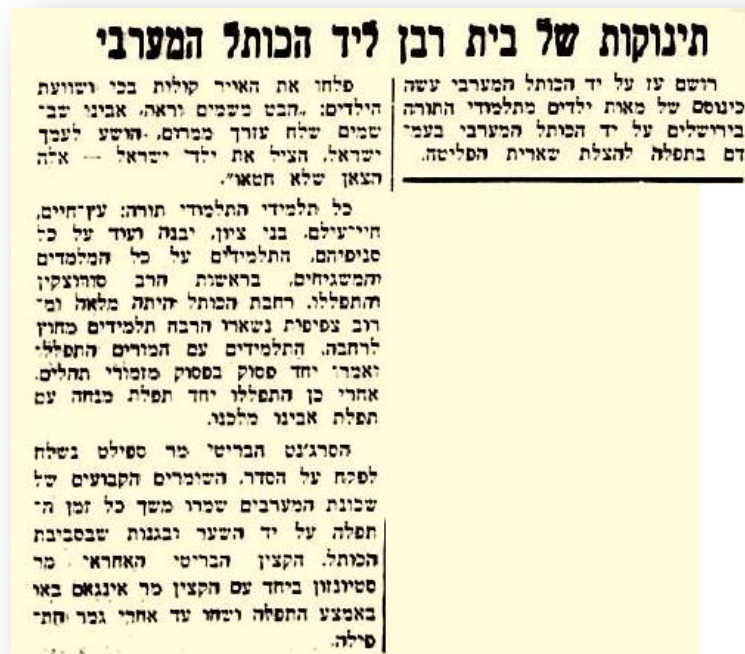 תינוקות של בית רבן ליד הכותל המערבי
רושם עז על יד הכותל המערבי עשה
כינוסם של מאות ילדים מתלמודי התורה
בירושלים על יד הכותל המערבי בעמ־
דם בתפלה להצלת שארית הפליטה.
פלחו את האויר קולות בכי ושוועת
הילדים: „הבט משמים וראה, אבינו שב־
שמים שלח עזרך ממרום, הושע לעמך
ישראל, הציל את ילדי ישראל — אלה
הצאן שלא חטאו".
כל תלמידי התלמודי תורה: עץ־חיים,
חיי־עולם, בני ציון, יבנה ועוד על כל
סניפיהם, התלמידים על כל המלמדים
והמשגיחים, בראשות הרב סורוצקין
והתפללו. רחבת הכותל היתה מלאה ומ־
רוב צפיפות נשארו הרבה תלמידים מחוץ
לרחבה. התלמידים עם המורים התפללו
ואמרו יחד פסוק בפסוק מזמורי תהלים.
אחרי כן התפללו יחד תפלת מנחה עם
תפלת אבינו מלכנו.
הסרג׳נט הבריטי מר ספילט נשלח
לפקח על הסדר. השומרים הקבועים של
שכונת המערבים שמרו משך כל זמן ה־
תפלה על יד השער ובגנות שבסביבת
הכותל. הקצין הבריטי האחראי מר
סטיונזון ביחד עם הקצין מר אינגאם באו
באמצע התפלה ושהו עד אחרי גמר הת־
פילה.